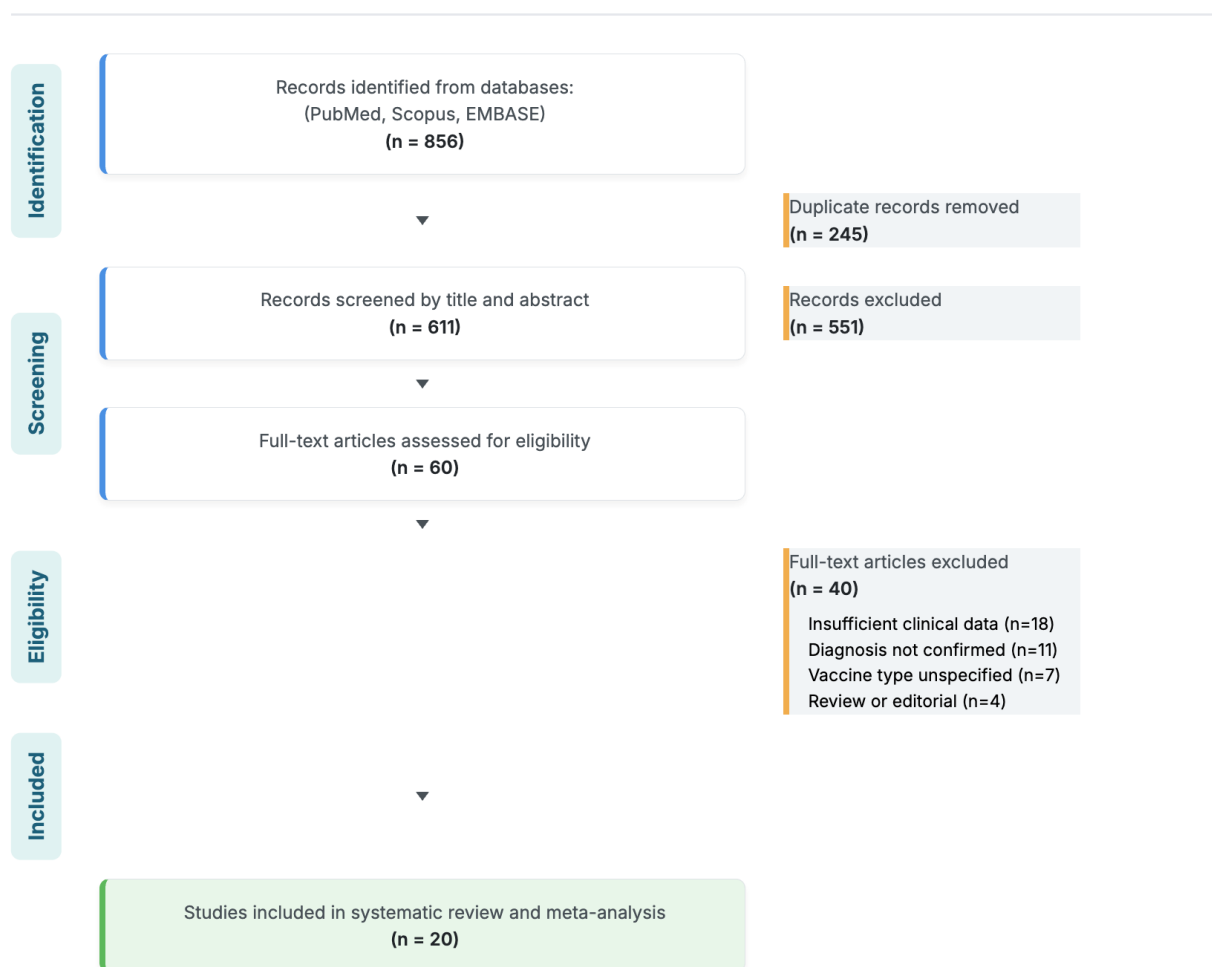 Identification
Records identified from databases:
(PubMed, Scopus, EMBASE)
(n = 856)
Duplicate records removed
(n = 245)
Screening
Records screened by title and abstract
(n = 611)
Records excluded
(n = 551)
Full-text articles assessed for eligibility
(n = 60)
Eligibility
Full-text articles excluded
(n = 40)
Insufficient clinical data (n=18)
Diagnosis not confirmed (n=11)
Vaccine type unspecified (n=7)
Review or editorial (n=4)
Included
Studies included in systematic review and meta-analysis
(n = 20)